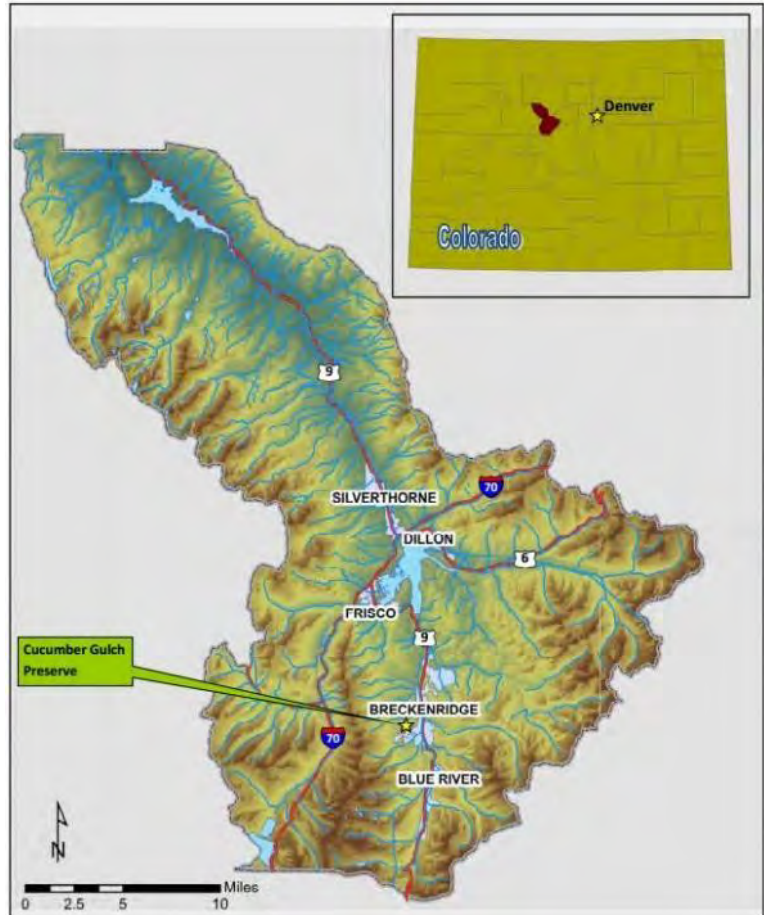 Denver
Colorado
9
SILVERTHORNE
70
DILLON
6
FRISCO
9
Cucumber Gulch
Preserve
BRECKENRIDGE
70
BLUE RIVER
N
Miles
0 2.5 5 10